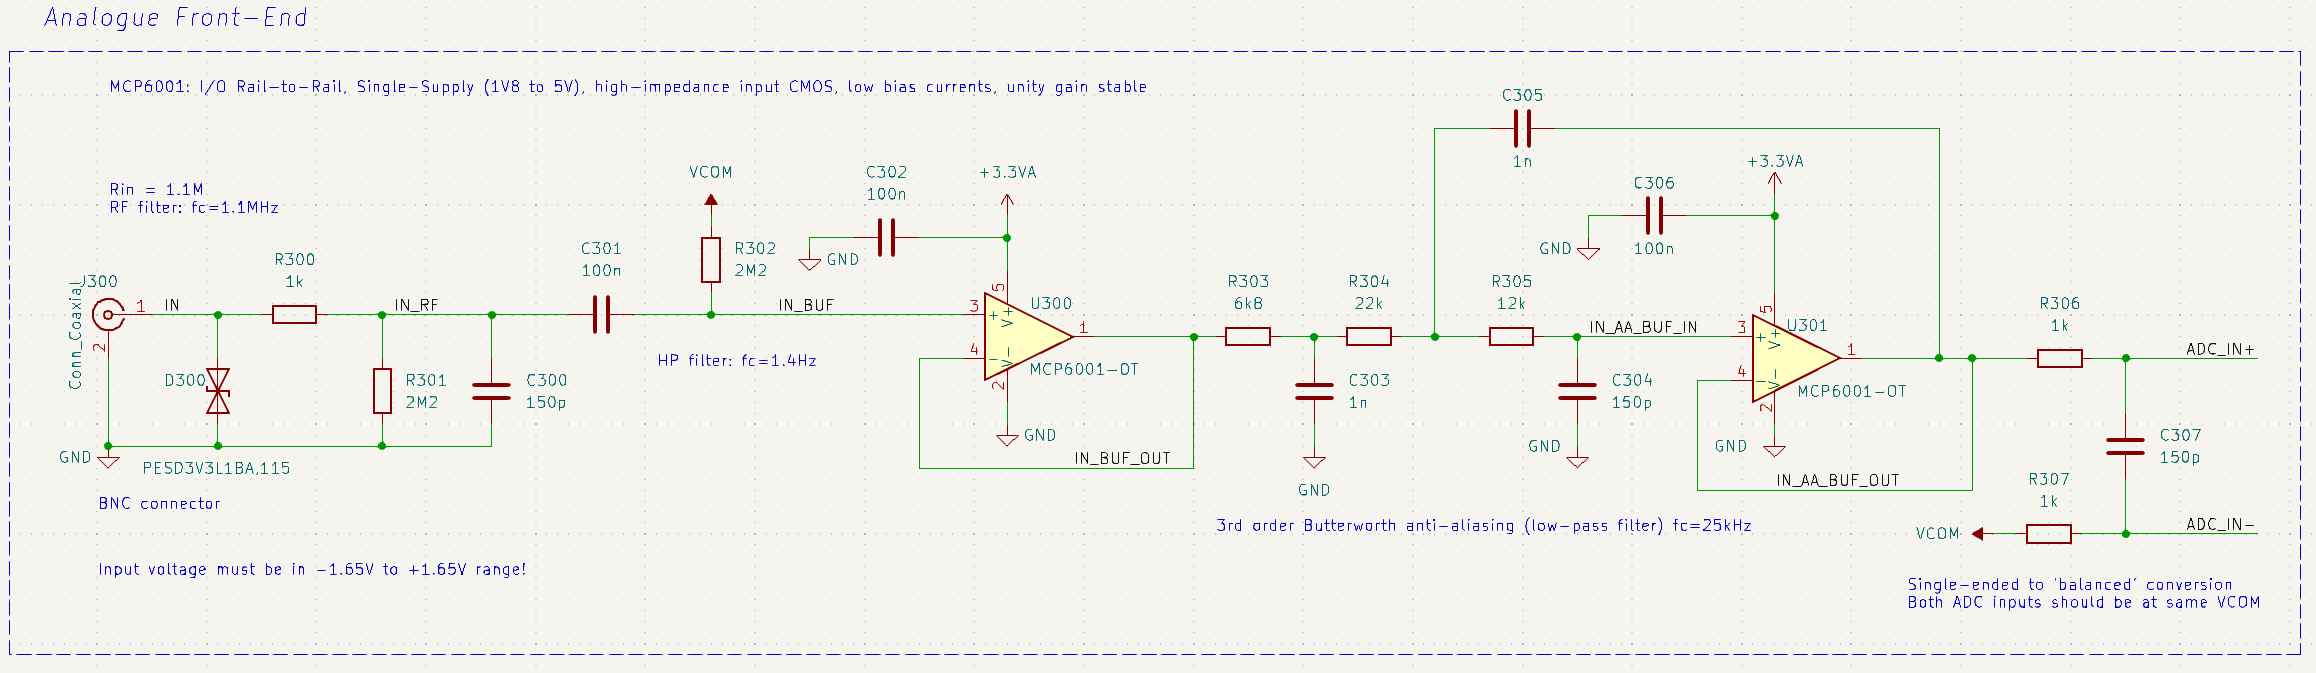 Analogue Front-End
MCP6001: I/O Rail-to-Rail, Single-Supply (1V8 to 5V), high-impedance input CMOS, low bias currents, unity gain stable
Rin = 1.1M
RF filter: fc=1.1MHz
J300
Conn_Coaxial
1
2
IN
GND
BNC connector
Input voltage must be in -1.65V to +1.65V range!
D300
PESD3V3L1BA,115
R300
1k
IN_RF
R301
2M2
C300
150p
C301
100n
VCOM
R302
2M2
HP filter: fc=1.4Hz
IN_BUF
C302
100n
GND
+3.3VA
U300
MCP6001-OT
3
4
5
2
1
+
-
V+
V-
GND
IN_BUF_OUT
R303
6k8
C303
1n
GND
R304
22k
C305
1n
R305
12k
3rd order Butterworth anti-aliasing (low-pass filter) fc=25kHz
IN_AA_BUF_IN
C304
150p
GND
C306
100n
GND
+3.3VA
U301
MCP6001-OT
3
4
5
2
1
+
-
V+
V-
GND
IN_AA_BUF_OUT
R306
1k
ADC_IN+
C307
150p
R307
1k
VCOM
ADC_IN-
Single-ended to 'balanced' conversion
Both ADC inputs should be at same VCOM